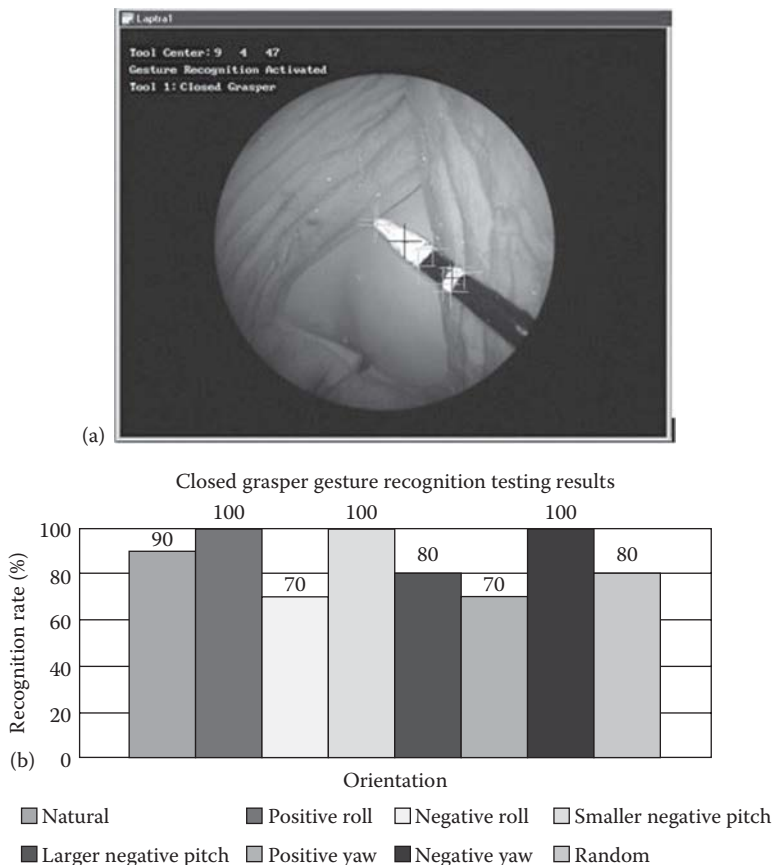 Laptra1
Tool Center: 9 4 47
Gesture Recognition Activated
Tool 1: Closed Grasper
(a)
Closed grasper gesture recognition testing results
Recognition rate (%)
100
80
60
40
20
0
90
100
70
100
80
70
100
80
(b)
Orientation
Natural
Positive roll
Negative roll
Smaller negative pitch
Larger negative pitch
Positive yaw
Negative yaw
Random